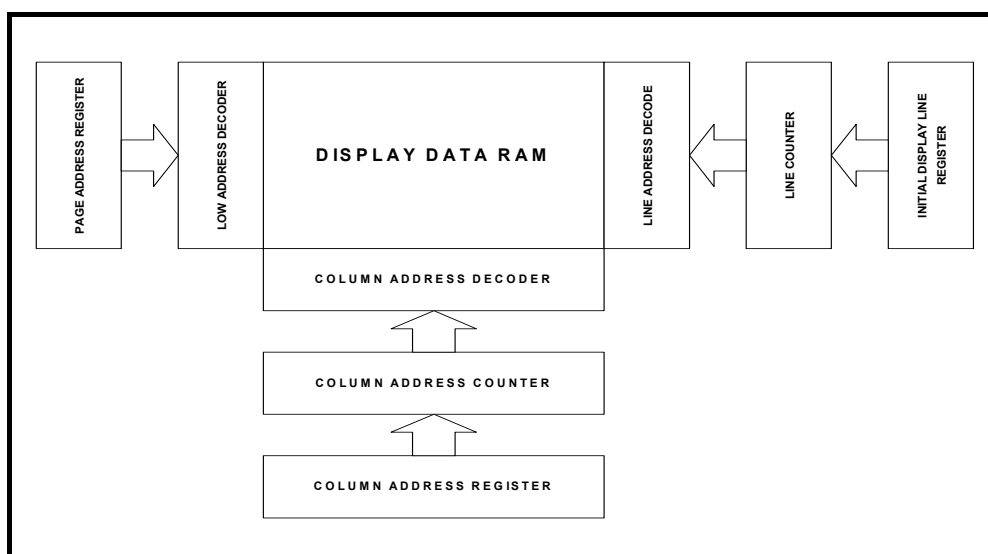 PAGE ADDRESS REGISTER
LOW ADDRESS DECODER
DISPLAY DATA RAM
LINE ADDRESS DECODE
LINE COUNTER
INITIAL DISPLAY LINE
REGISTER
COLUMN ADDRESS DECODER
COLUMN ADDRESS COUNTER
COLUMN ADDRESS REGISTER